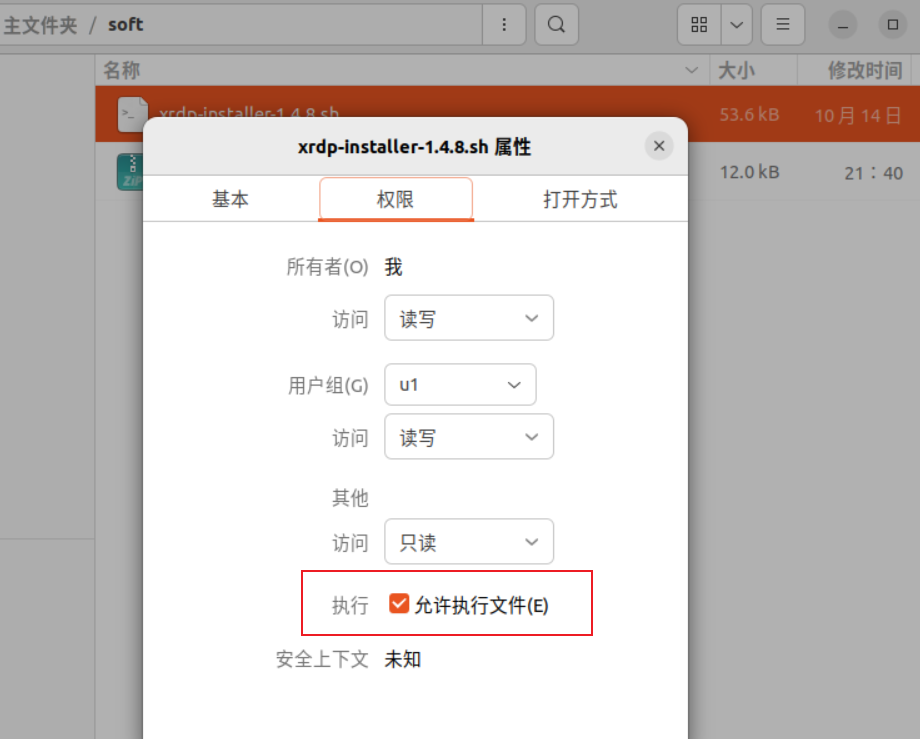 主文件夹 / soft
名称 大小 修改时间
xrdp-installer-1.4.8.sh 53.6 kB 10月14日
ZIP 12.0 kB 21：40
xrdp-installer-1.4.8.sh 属性
基本 权限 打开方式
所有者(O) 我
访问 读写
用户组(G) u1
访问 读写
其他
访问 只读
执行 允许执行文件(E)
安全上下文 未知